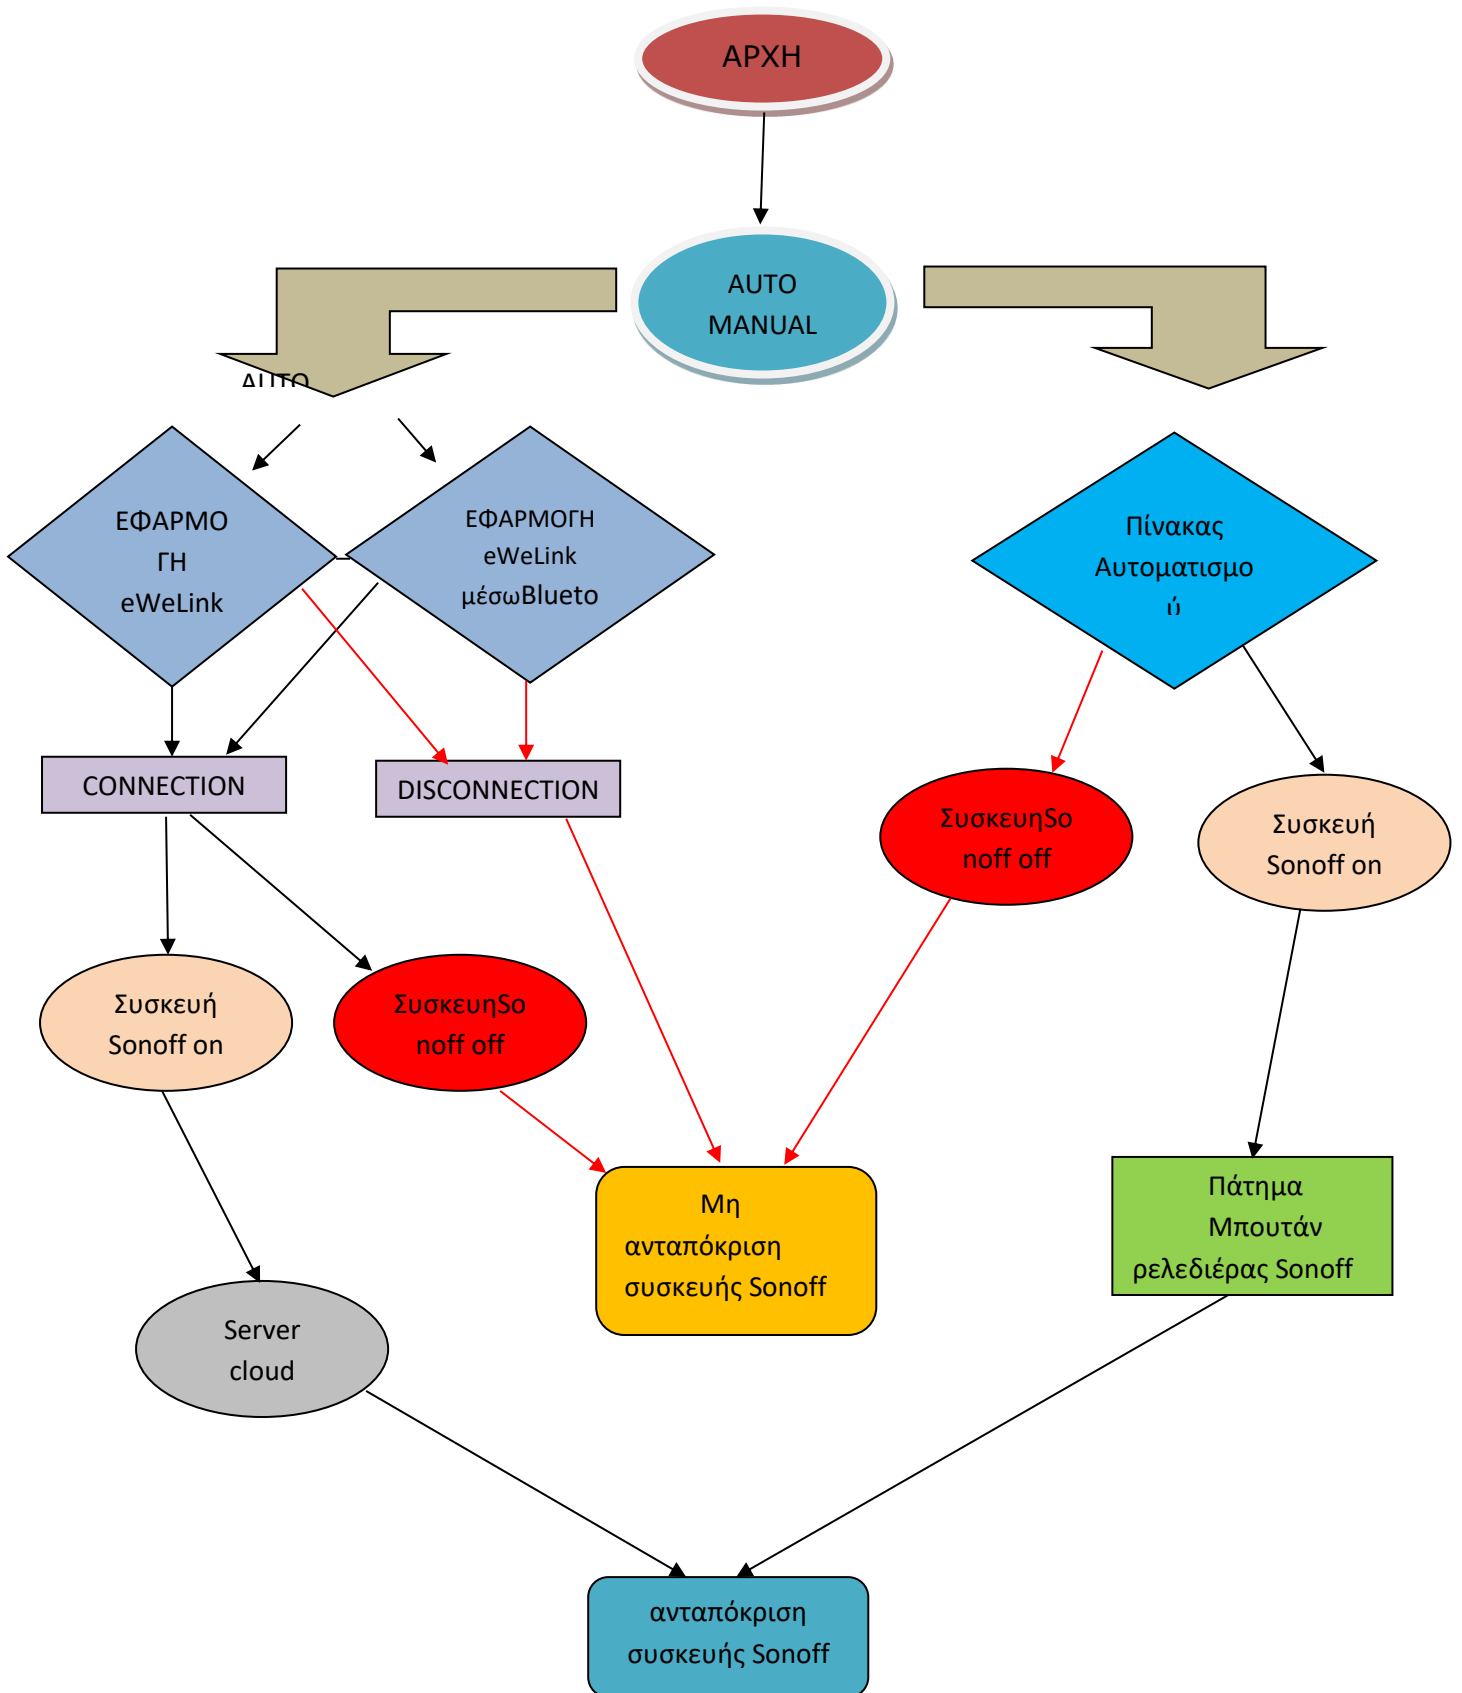 ΑΡΧΗ
AUTO
MANUAL
AUTO
ΕΦΑΡΜΟ
ΓΗ
eWeLink
ΕΦΑΡΜΟΓΗ
eWeLink
μέσωBlueto
Πίνακας
Αυτοματισμο
ύ
CONNECTION
DISCONNECTION
ΣυσκευηSo
noff off
Συσκευή
Sonoff on
Συσκευή
Sonoff on
ΣυσκευηSo
noff off
Μη
ανταπόκριση
συσκευής Sonoff
Πάτημα
Μπουτάν
ρελεδιέρας Sonoff
Server
cloud
ανταπόκριση
συσκευής Sonoff